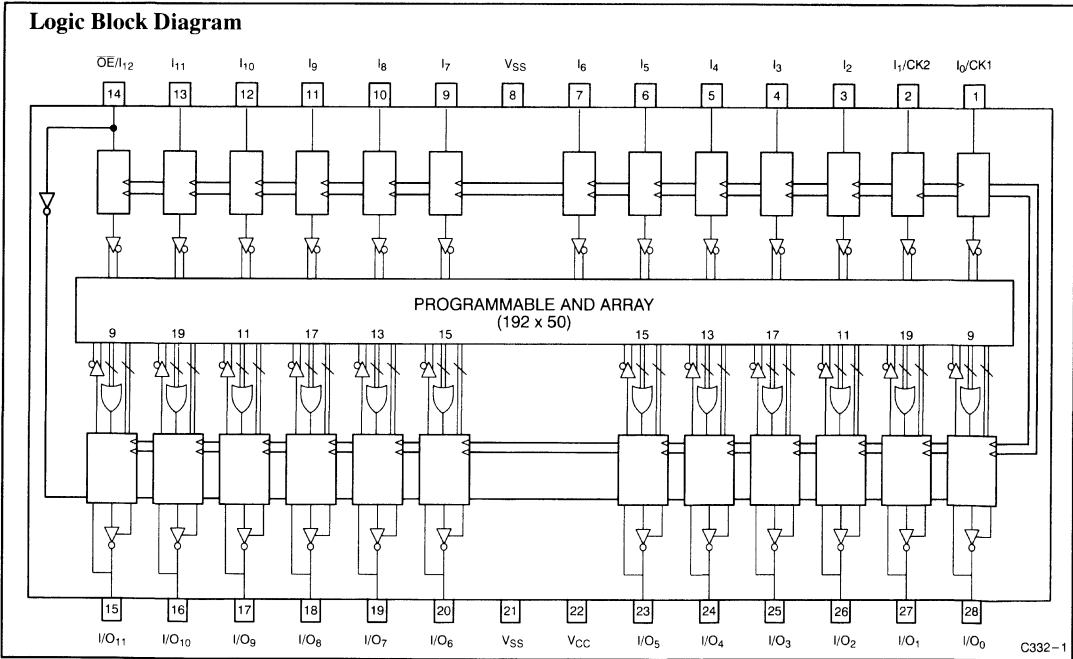 Logic Block Diagram
OE/I12 I11 I10 I9 I8 I7 VSS I6 I5 I4 I3 I2 I1/CK2 I0/CK1
14 13 12 11 10 9 8 7 6 5 4 3 2 1
PROGRAMMABLE AND ARRAY
(192 x 50)
9 19 11 17 13 15 15 13 17 11 19 9
15 16 17 18 19 20 21 22 23 24 25 26 27 28
I/O11 I/O10 I/O9 I/O8 I/O7 I/O6 VSS VCC I/O5 I/O4 I/O3 I/O2 I/O1 I/O0
C332-1